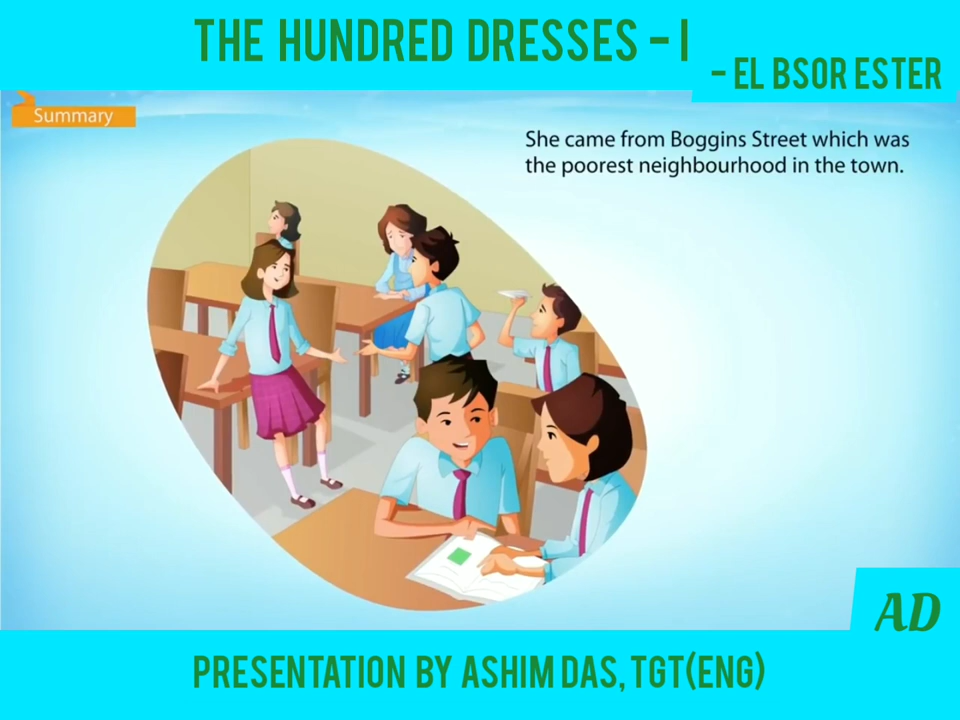 THE HUNDRED DRESSES - I
- EL BSOR ESTER
Summary
She came from Boggins Street which was
the poorest neighbourhood in the town.
AD
PRESENTATION BY ASHIM DAS, TGT(ENG)